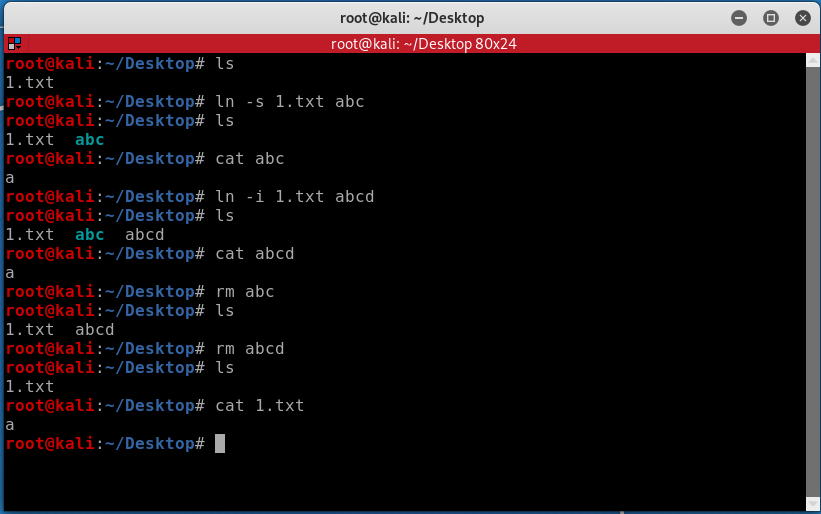 root@kali: ~/Desktop
root@kali: ~/Desktop 80x24
root@kali:~/Desktop# ls
1.txt
root@kali:~/Desktop# ln -s 1.txt abc
root@kali:~/Desktop# ls
1.txt  abc
root@kali:~/Desktop# cat abc
a
root@kali:~/Desktop# ln -i 1.txt abcd
root@kali:~/Desktop# ls
1.txt  abc  abcd
root@kali:~/Desktop# cat abcd
a
root@kali:~/Desktop# rm abc
root@kali:~/Desktop# ls
1.txt  abcd
root@kali:~/Desktop# rm abcd
root@kali:~/Desktop# ls
1.txt
root@kali:~/Desktop# cat 1.txt
a
root@kali:~/Desktop#